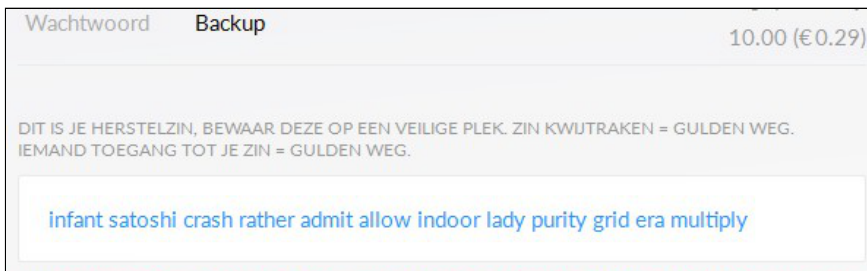 Wachtwoord Backup
10.00 (€ 0.29)
DIT IS JE HERSTELZIN, BEWAAR DEZE OP EEN VEILIGE PLEK. ZIN KWIJTRAKEN = GULDEN WEG.
IEMAND TOEGANG TOT JE ZIN = GULDEN WEG.
infant satoshi crash rather admit allow indoor lady purity grid era multiply